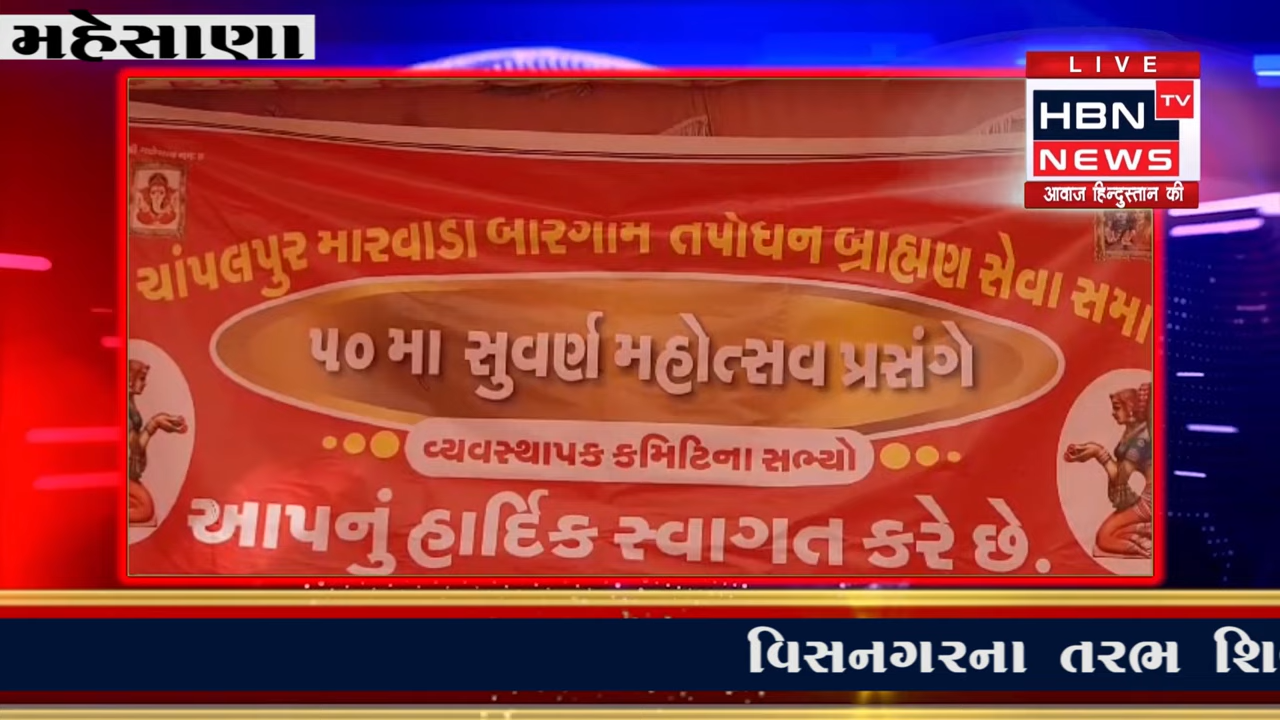 મહેસાણા
LIVE
HBN TV
NEWS
आवाज हिन्दुस्तान की
ચાંપલપુર મારવાડા બારગામ તપોધન બ્રાહ્મણ સેવા સમા
૫૦ મા સુવર્ણ મહોત્સવ પ્રસંગે
વ્યવસ્થાપક કમિટિના સભ્યો
આપનું હાર્દિક સ્વાગત કરે છે.
વિસનગરના તરભ શિ